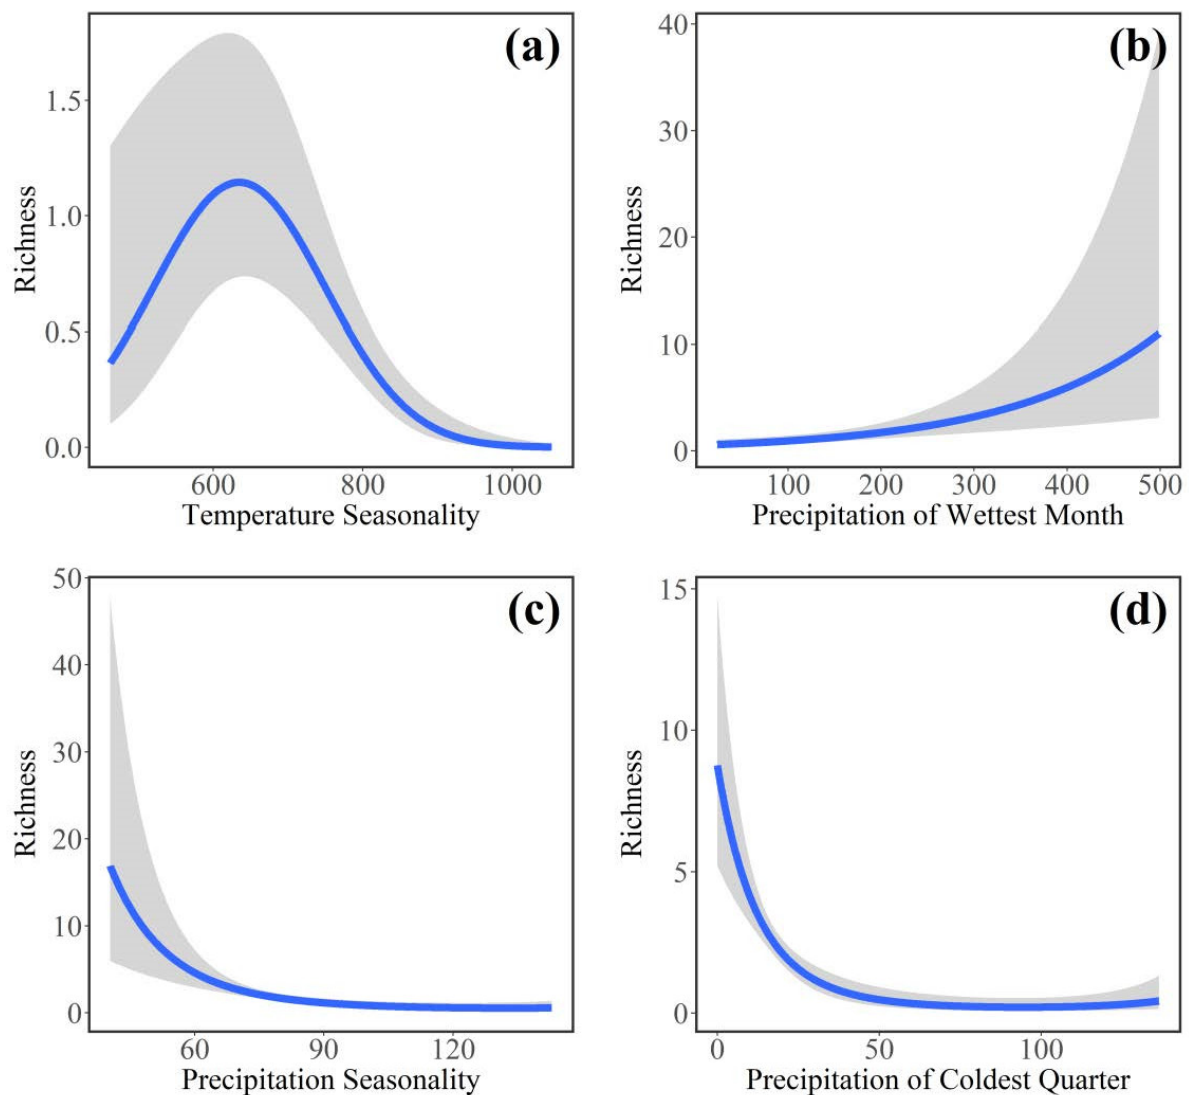 (a)
Richness
1.5
1.0
0.5
0.0
600 800 1000
Temperature Seasonality
(b)
Richness
40
30
20
10
0
100 200 300 400 500
Precipitation of Wettest Month
(c)
Richness
50
40
30
20
10
0
60 90 120
Precipitation Seasonality
(d)
Richness
15
10
5
0
0 50 100
Precipitation of Coldest Quarter